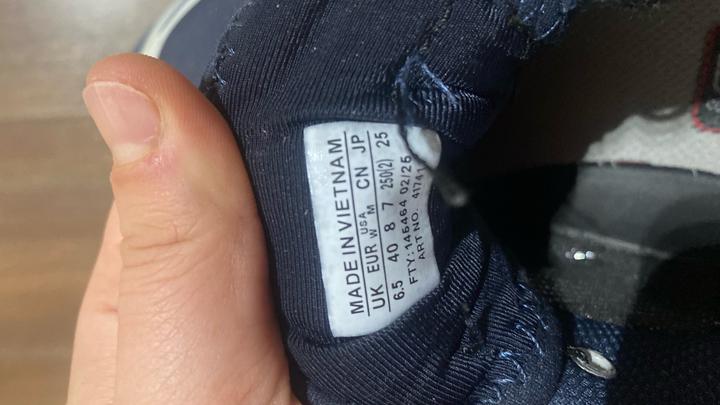 MADE IN VIETNAM
UK EUR USA CN JP
W M
6.5 40 8 7 250(2) 25
FTY: 145464 02/25
ART NO. 4174